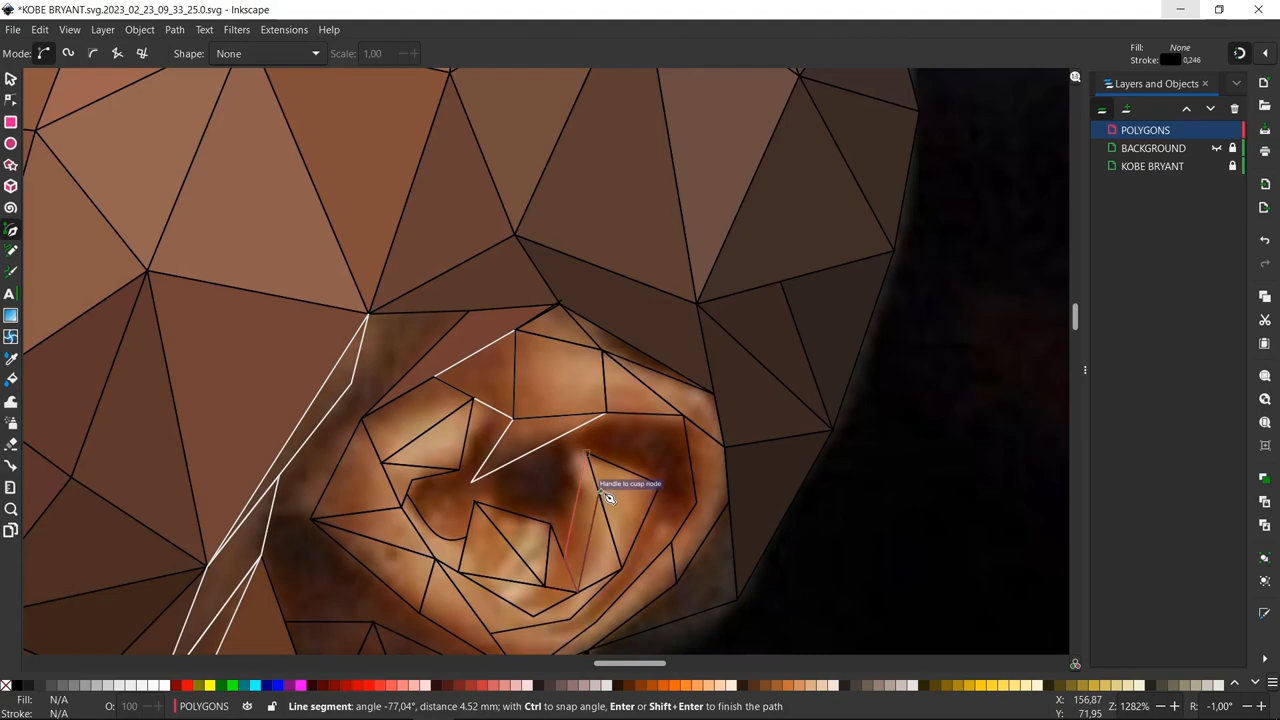 *KOBE BRYANT.svg.2023_02_23_09_33_25.0.svg - Inkscape
File Edit View Layer Object Path Text Filters Extensions Help
Mode: Shape: None Scale: 1,00
Fill: None
Stroke: 0,246
Layers and Objects
POLYGONS
BACKGROUND
KOBE BRYANT
Handle to cusp node
Fill: N/A
Stroke: N/A
O: 100
POLYGONS
Line segment: angle -77,04°, distance 4.52 mm; with Ctrl to snap angle, Enter or Shift+Enter to finish the path
X: 156,87
Y: 71,95
Z: 1282%
R: -1,00°